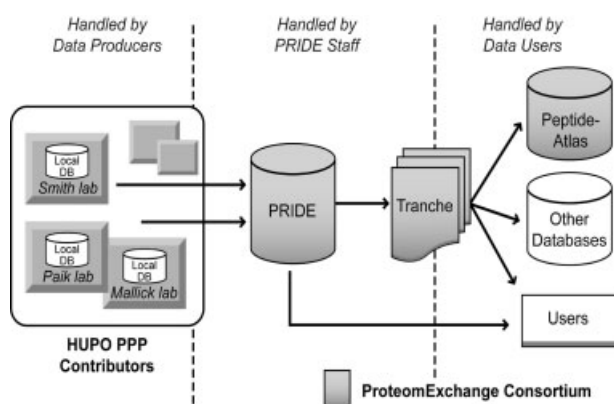 Handled by
Data Producers
Handled by
PRIDE Staff
Handled by
Data Users
Local
DB
Smith lab
Local
DB
Paik lab
Local
DB
Mallick lab
HUPO PPP
Contributors
PRIDE
Tranche
Peptide-
Atlas
Other
Databases
Users
ProteomExchange Consortium